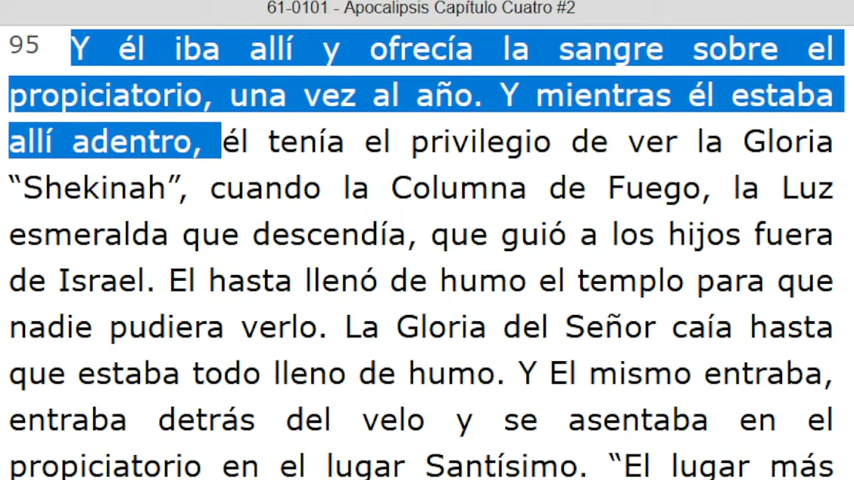 61-0101 - Apocalipsis Capítulo Cuatro #2
95 Y él iba allí y ofrecía la sangre sobre el
propiciatorio, una vez al año. Y mientras él estaba
allí adentro, él tenía el privilegio de ver la Gloria
“Shekinah”, cuando la Columna de Fuego, la Luz
esmeralda que descendía, que guió a los hijos fuera
de Israel. El hasta llenó de humo el templo para que
nadie pudiera verlo. La Gloria del Señor caía hasta
que estaba todo lleno de humo. Y El mismo entraba,
entraba detrás del velo y se asentaba en el
propiciatorio en el lugar Santísimo. “El lugar más